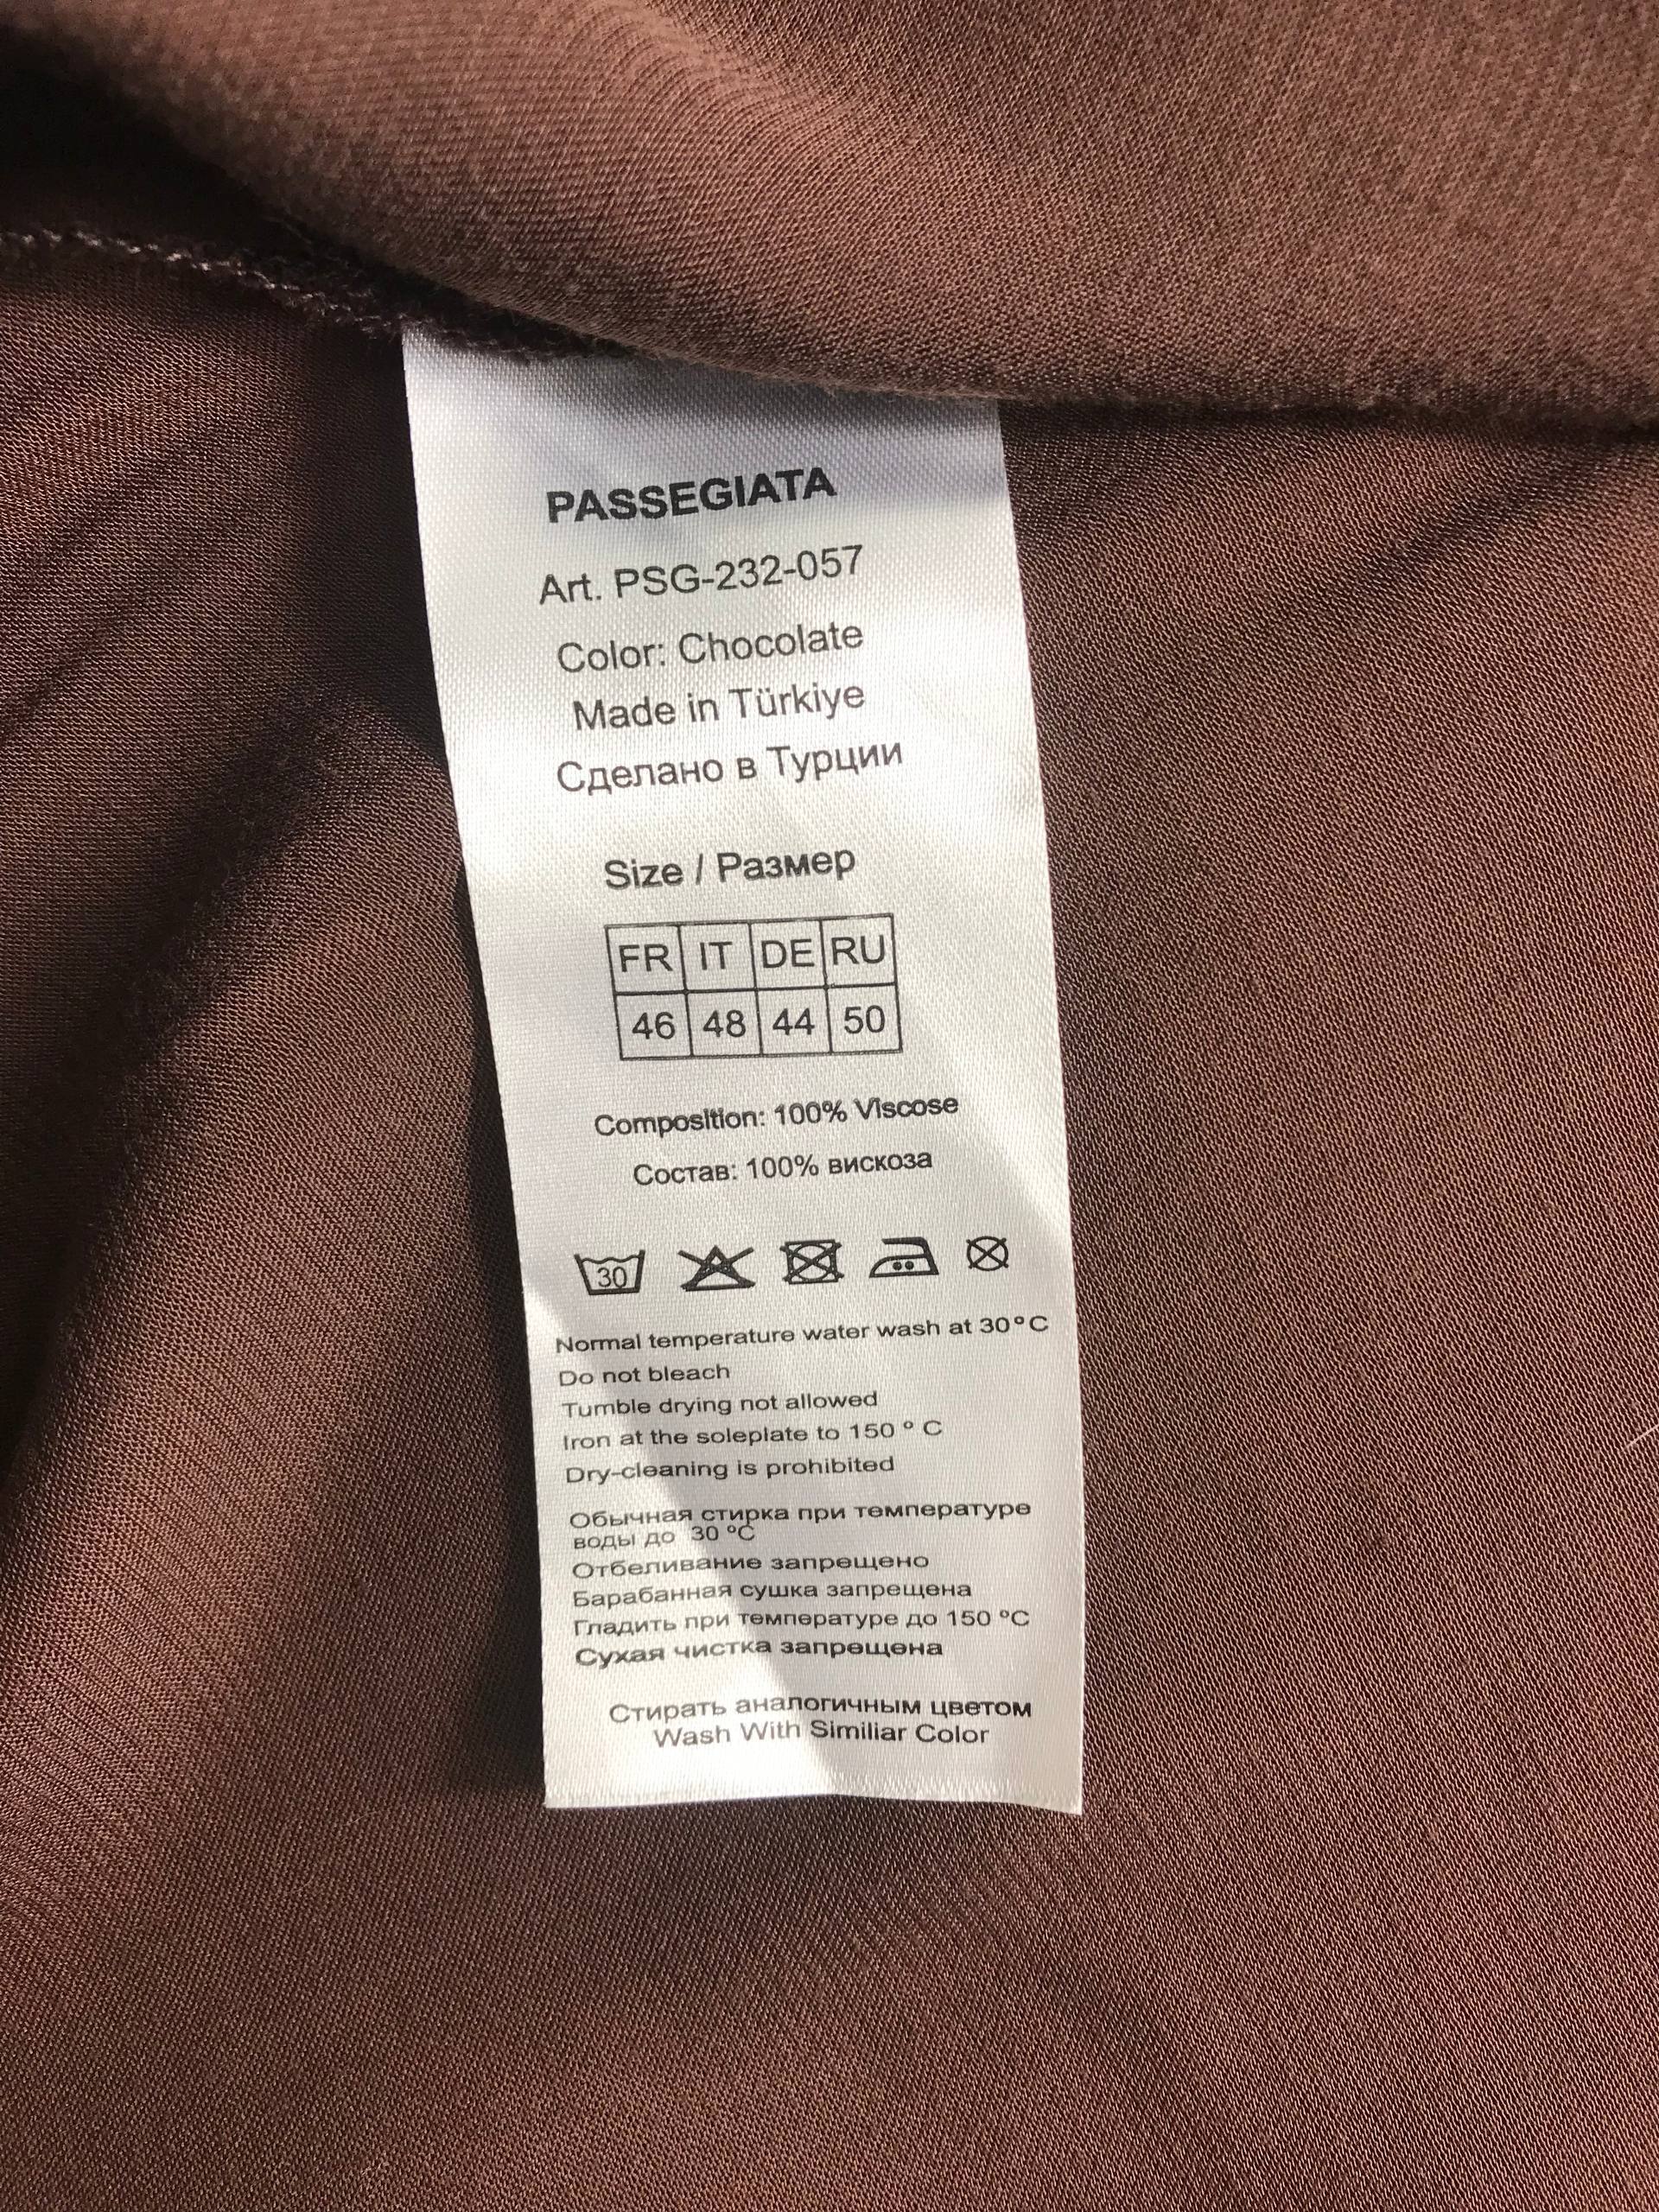 PASSEGIATA
Art. PSG-232-057
Color: Chocolate
Made in Türkiye
Сделано в Турции
Size / Размер
FR IT DE RU
46 48 44 50
Composition: 100% Viscose
Состав: 100% вискоза
30
Normal temperature water wash at 30°C
Do not bleach
Tumble drying not allowed
Iron at the soleplate to 150 ° C
Dry-cleaning is prohibited
Обычная стирка при температуре
воды до 30 °C
Отбеливание запрещено
Барабанная сушка запрещена
Гладить при температуре до 150 °C
Сухая чистка запрещена
Стирать аналогичным цветом
Wash With Similiar Color